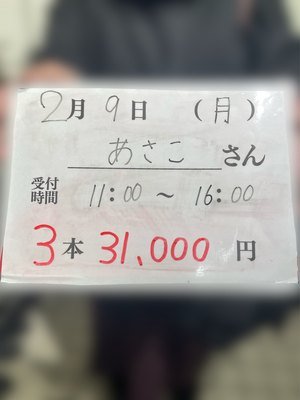 2月9日 (月)
あさこ さん
受付時間 11:00 ～ 16:00
3本 31,000 円